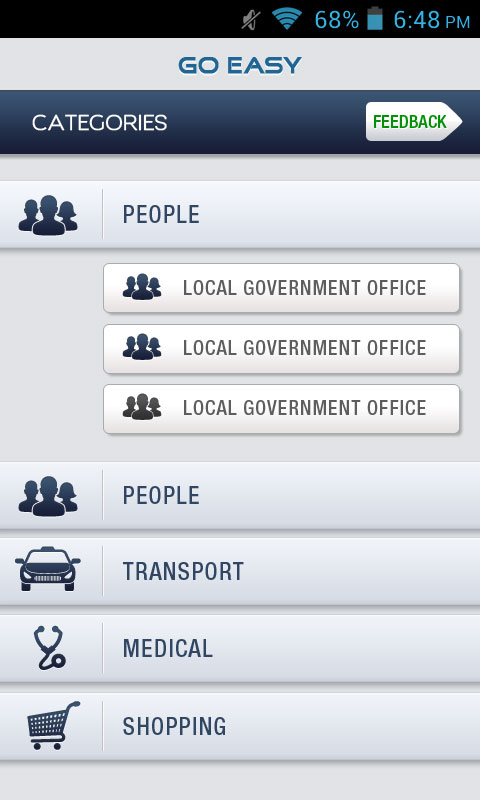 68% 6:48 PM
GO EASY
CATEGORIES FEEDBACK
PEOPLE
LOCAL GOVERNMENT OFFICE
LOCAL GOVERNMENT OFFICE
LOCAL GOVERNMENT OFFICE
PEOPLE
TRANSPORT
MEDICAL
SHOPPING